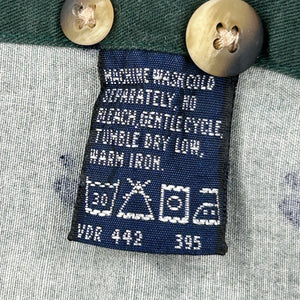 MACHINE WASH COLD
SEPARATELY, NO
BLEACH, GENTLE CYCLE,
TUMBLE DRY LOW,
WARM IRON.
30
VDR 442 395